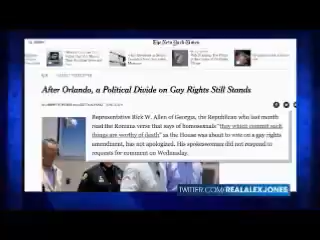 The New York Times
After Orlando, a Political Divide on Gay Rights Still Stands
Representative Rick W. Allen of Georgia, the Republican who last month
read the Romans verse that says of homosexuals "they which commit such
things are worthy of death" as the House was about to vote on a gay rights
amendment, has not apologized. His spokeswoman did not respond to
requests for comment on Wednesday.
TWITTER.COM/REALALEXJONES